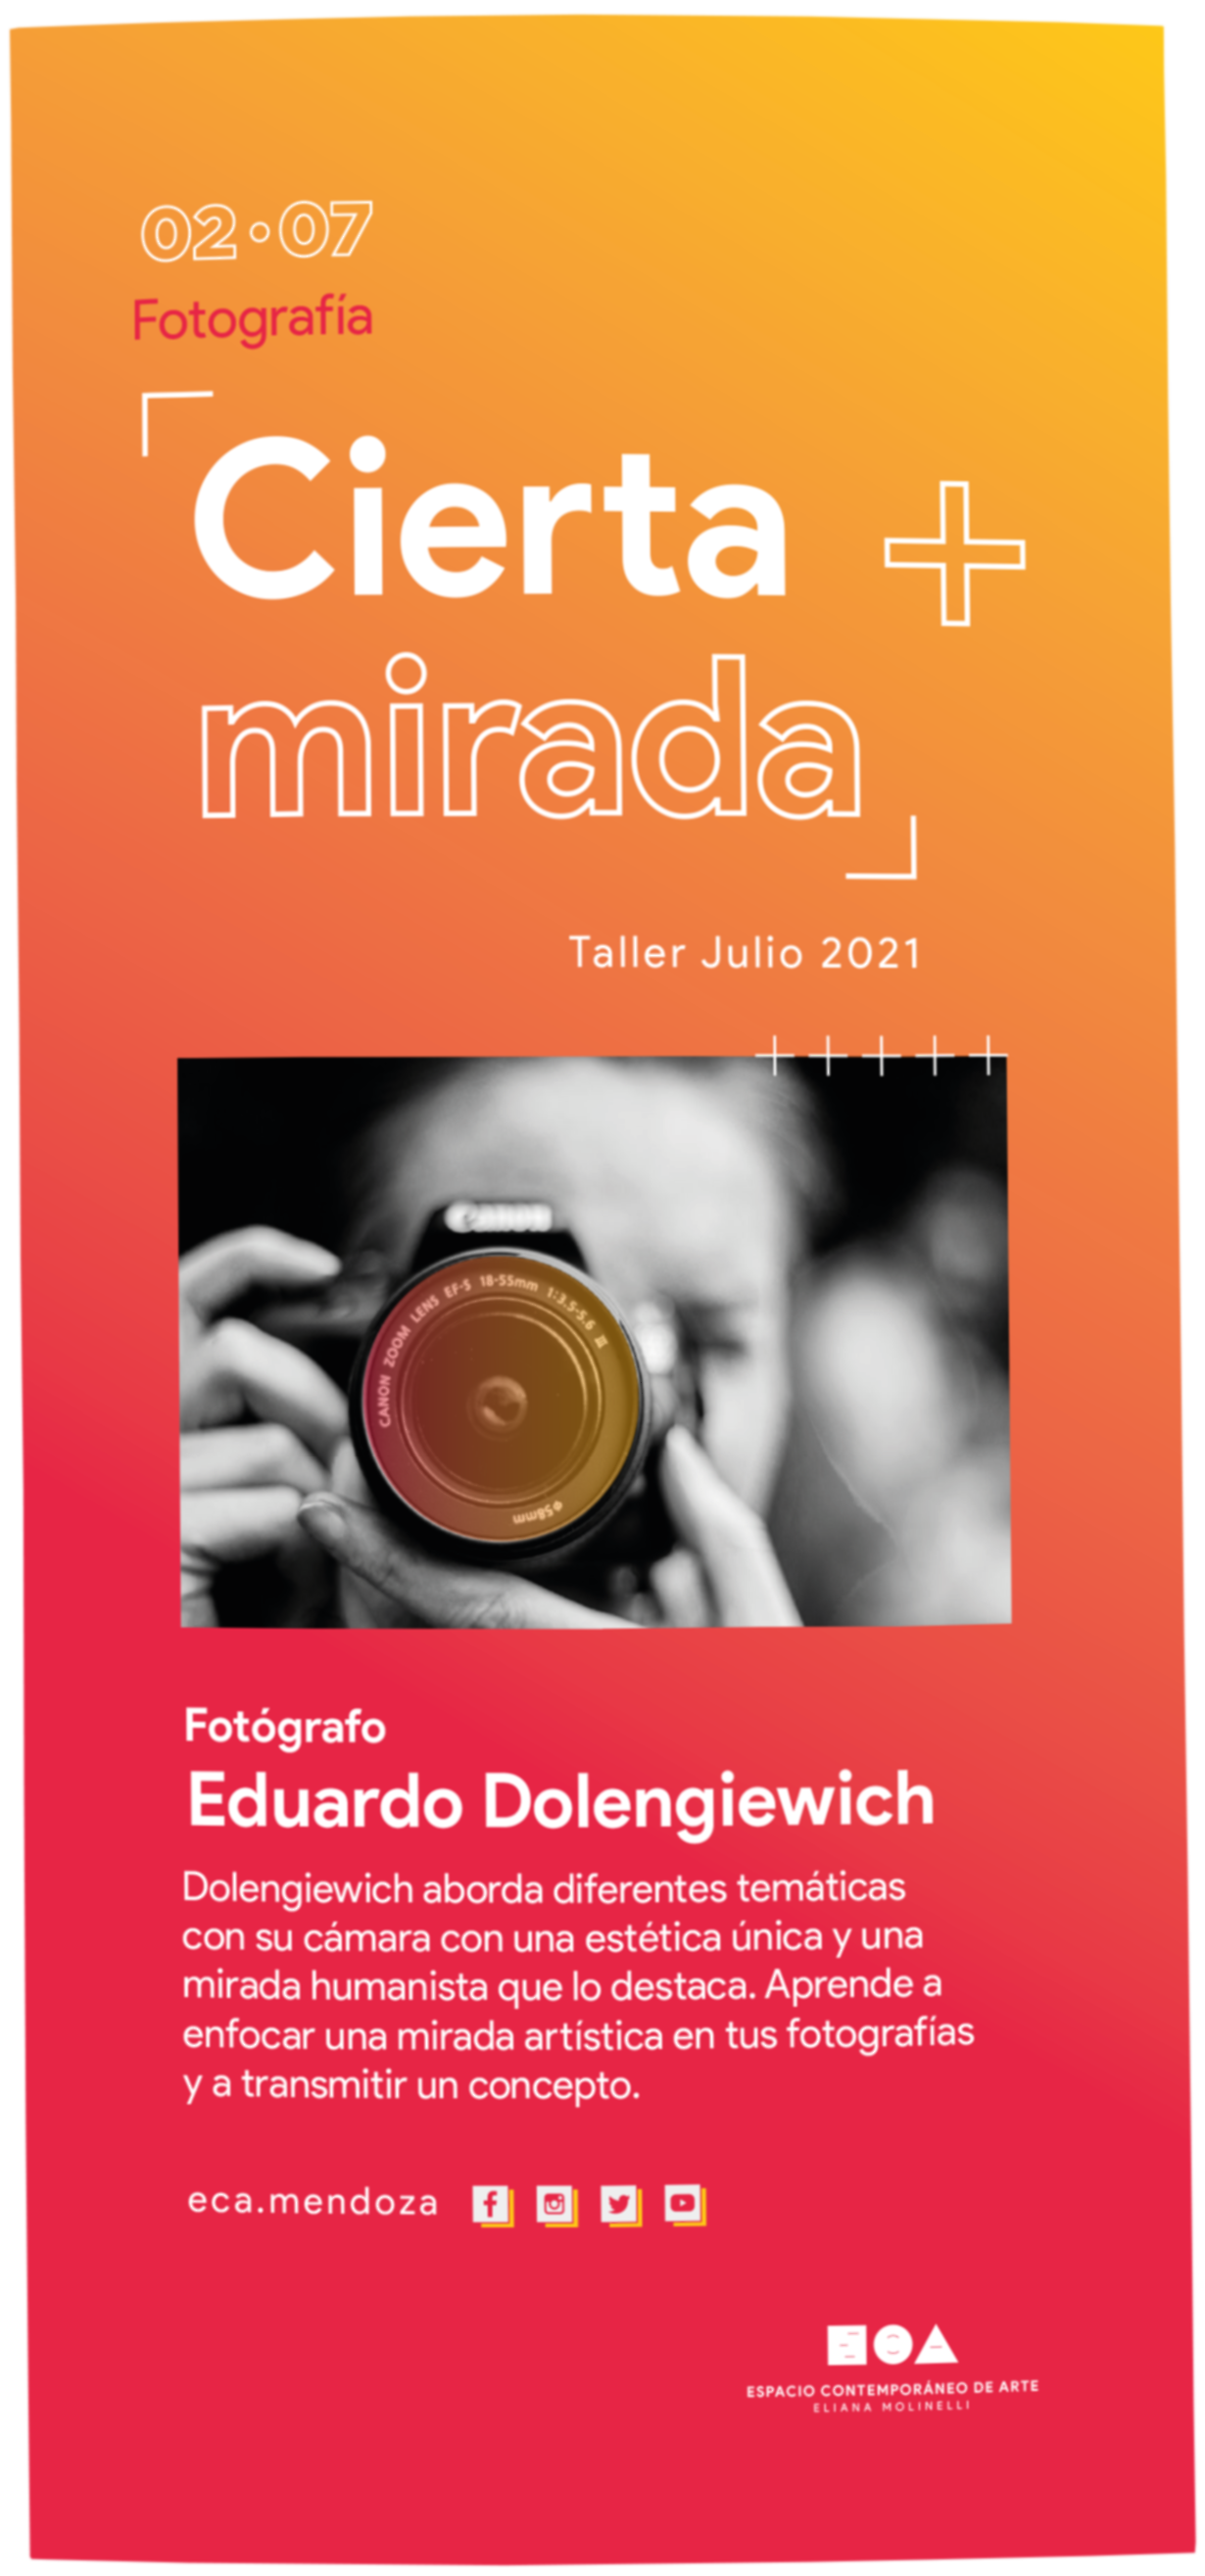 02•07
Fotografía
Cierta
mirada
Taller Julio 2021
Canon
CANON ZOOM LENS EF-S 18-55mm 1:3.5-5.6 III
Φ58mm
Fotógrafo
Eduardo Dolengiewich
Dolengiewich aborda diferentes temáticas
con su cámara con una estética única y una
mirada humanista que lo destaca. Aprende a
enfocar una mirada artística en tus fotografías
y a transmitir un concepto.
eca.mendoza
ECA
ESPACIO CONTEMPORÁNEO DE ARTE
ELIANA MOLINELLI